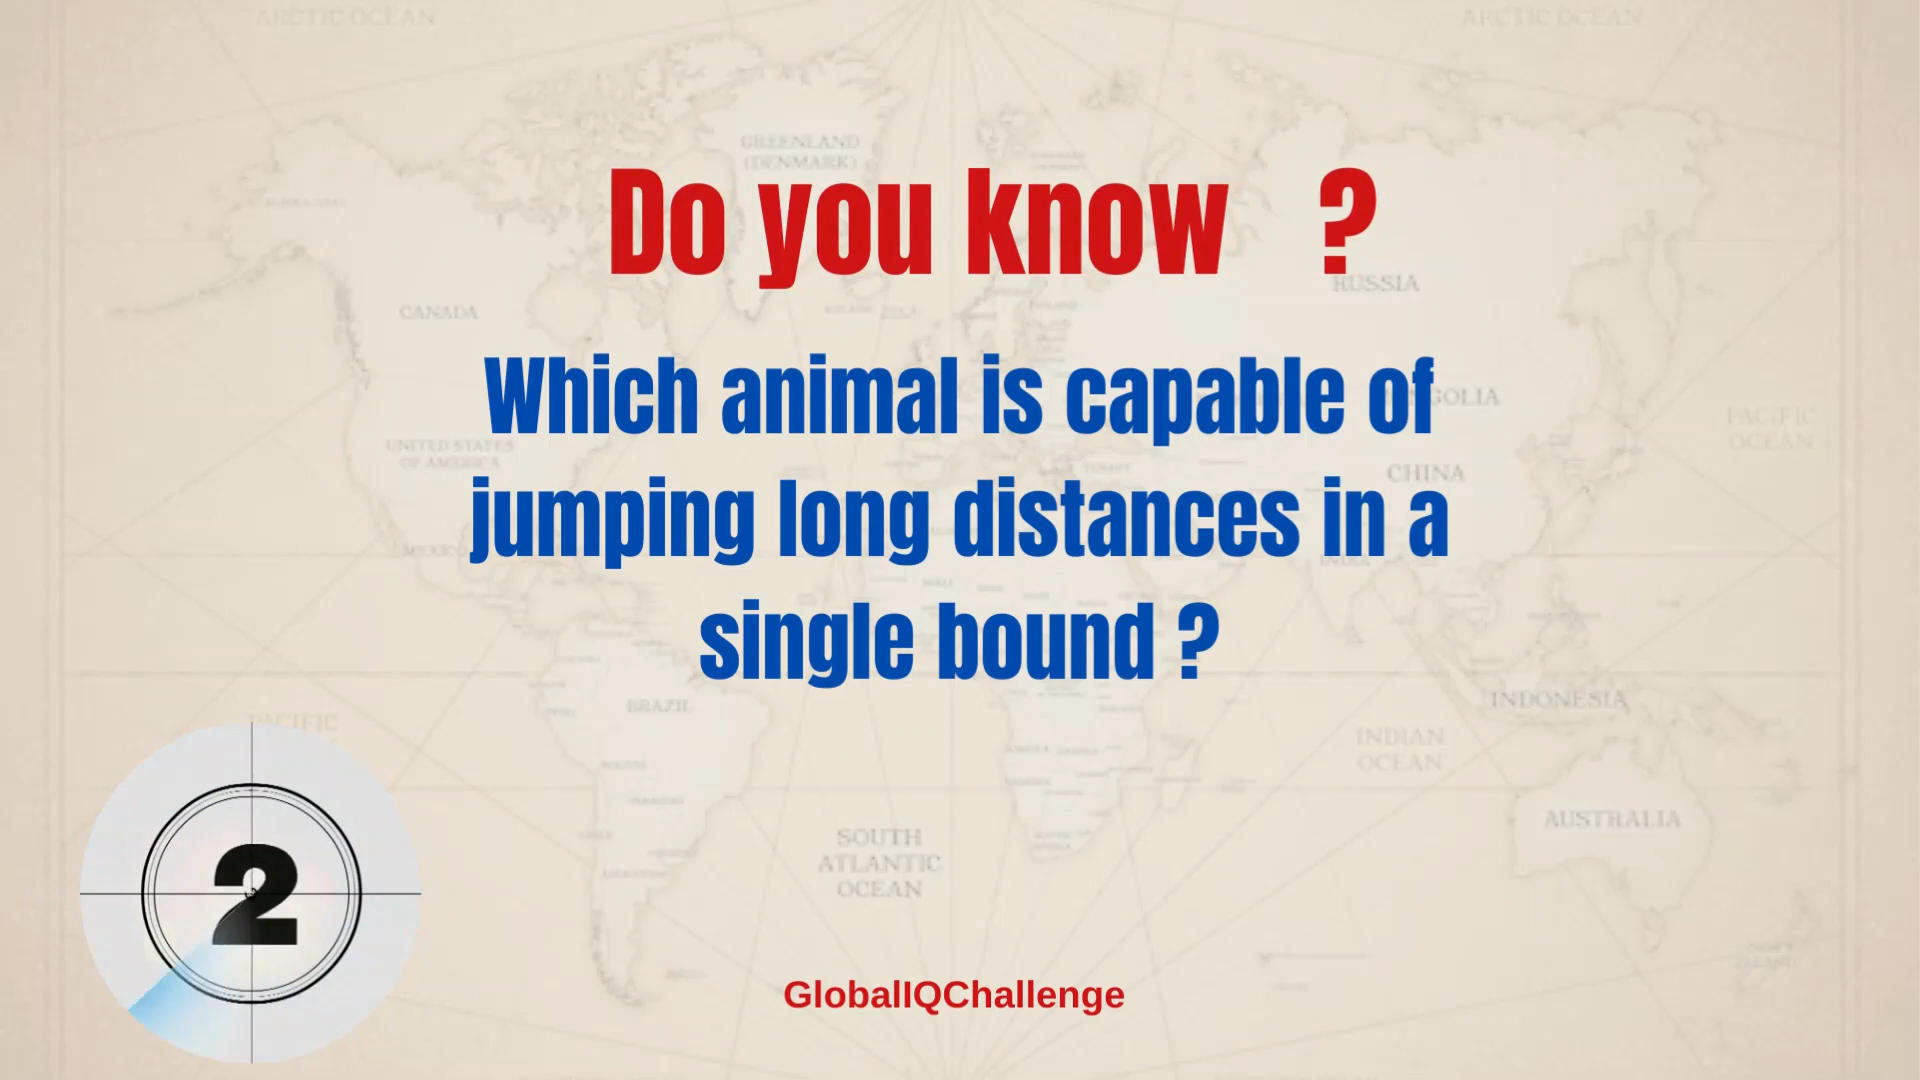 ARCTIC OCEAN
ARCTIC OCEAN
GREENLAND
(DENMARK)
Do you know ?
RUSSIA
CANADA
Which animal is capable of
PACIFIC
OCEAN
UNITED STATES
OF AMERICA
CHINA
jumping long distances in a
single bound ?
BRAZIL
INDONESIA
PACIFIC
INDIAN
OCEAN
AUSTRALIA
SOUTH
ATLANTIC
OCEAN
2
GlobalIQChallenge